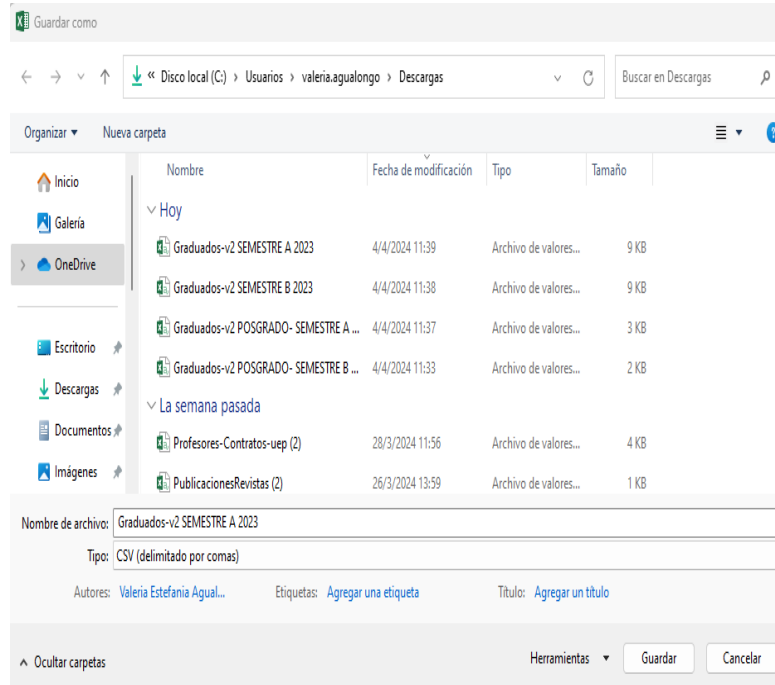 Guardar como
« Disco local (C:) › Usuarios › valeria.agualongo › Descargas
Buscar en Descargas
Organizar
Nueva carpeta
Inicio
Galería
OneDrive
Escritorio
Descargas
Documentos
Imágenes
Nombre Fecha de modificación Tipo Tamaño
Hoy
Graduados-v2 SEMESTRE A 2023 4/4/2024 11:39 Archivo de valores... 9 KB
Graduados-v2 SEMESTRE B 2023 4/4/2024 11:38 Archivo de valores... 9 KB
Graduados-v2 POSGRADO- SEMESTRE A ... 4/4/2024 11:37 Archivo de valores... 3 KB
Graduados-v2 POSGRADO- SEMESTRE B ... 4/4/2024 11:33 Archivo de valores... 2 KB
La semana pasada
Profesores-Contratos-uep (2) 28/3/2024 11:56 Archivo de valores... 4 KB
PublicacionesRevistas (2) 26/3/2024 13:59 Archivo de valores... 1 KB
Nombre de archivo: Graduados-v2 SEMESTRE A 2023
Tipo: CSV (delimitado por comas)
Autores: Valeria Estefania Agual... Etiquetas: Agregar una etiqueta Título: Agregar un título
Ocultar carpetas
Herramientas Guardar Cancelar